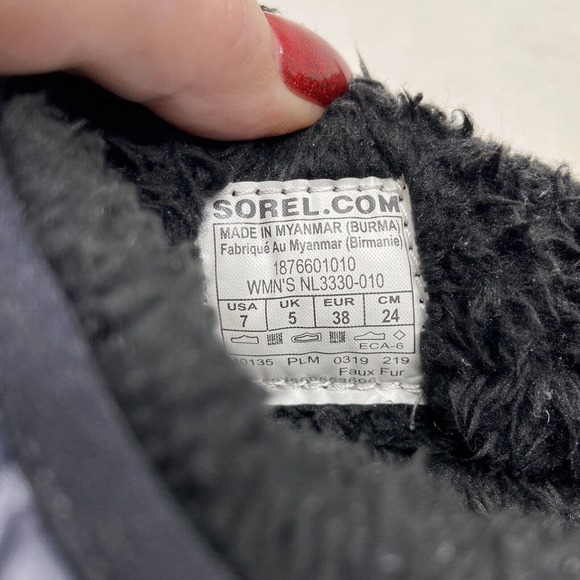 SOREL.COM
MADE IN MYANMAR (BURMA)
Fabriqué Au Myanmar (Birmanie)
1876601010
WMN'S NL3330-010
USA UK EUR CM
7 5 38 24
ECA-6
PLM 0319 219
Faux Fur